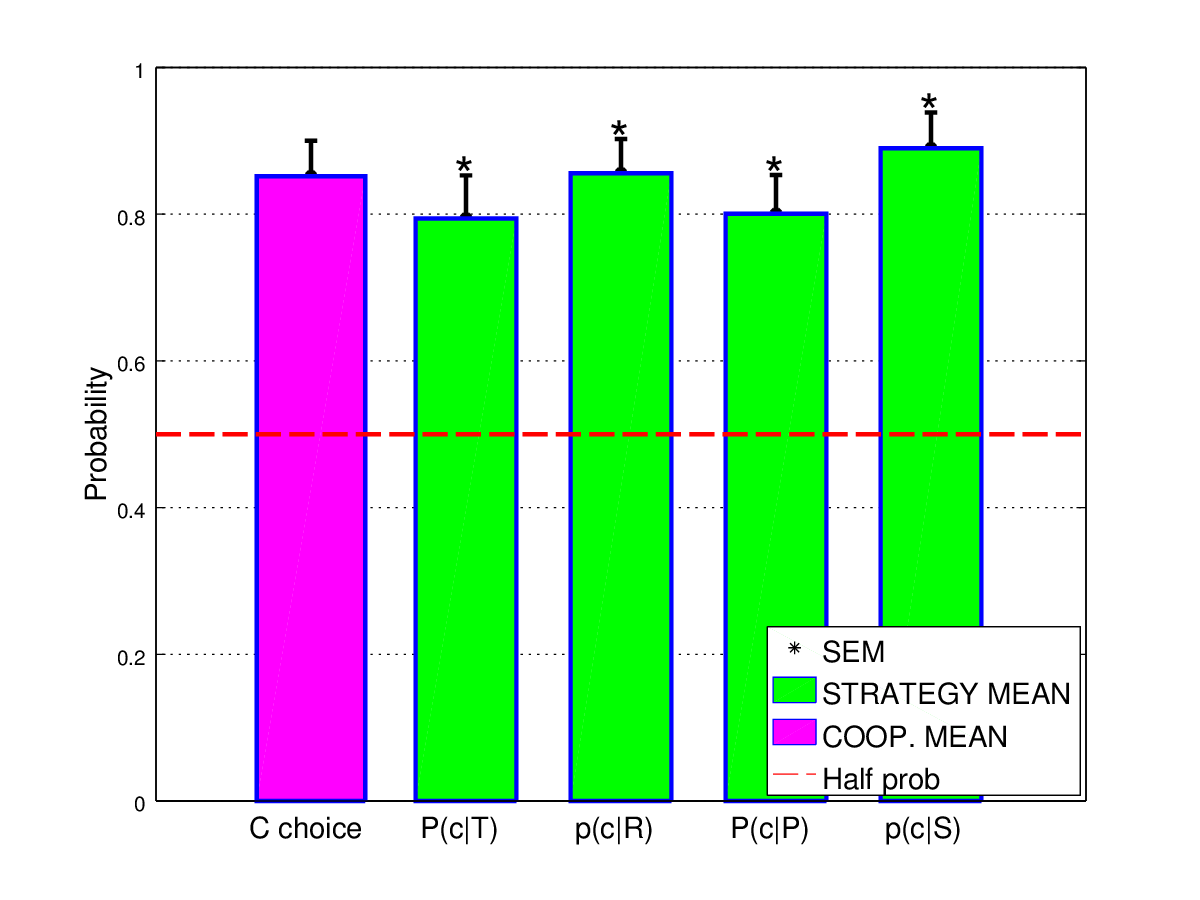 1
0.8
0.6
0.4
0.2
0
Probability
*
*
*
*
C choice
P(c|T)
p(c|R)
P(c|P)
p(c|S)
* SEM
STRATEGY MEAN
COOP. MEAN
Half prob